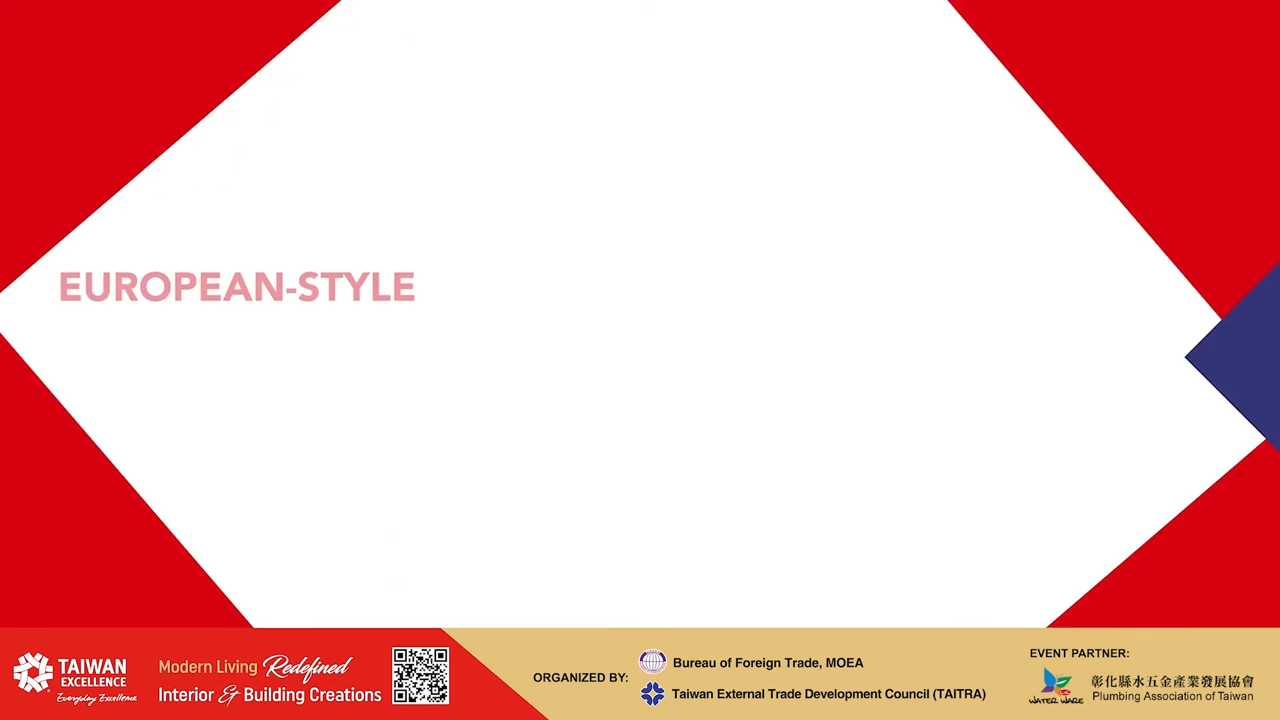 EUROPEAN-STYLE
TAIWAN
EXCELLENCE
Everyday Excellence
Modern Living Redefined
Interior & Building Creations
ORGANIZED BY:
Bureau of Foreign Trade, MOEA
Taiwan External Trade Development Council (TAITRA)
EVENT PARTNER:
WATER WARE
彰化縣水五金產業發展協會
Plumbing Association of Taiwan